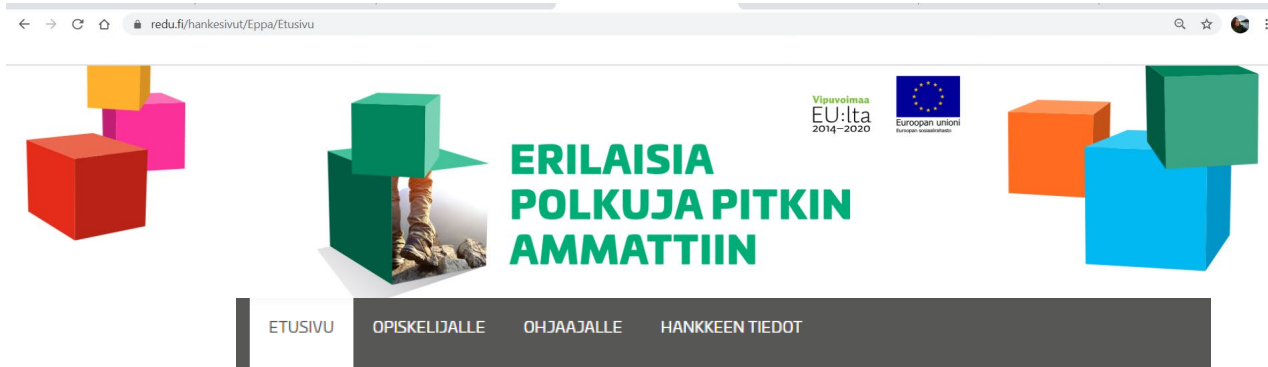 redu.fi/hankesivut/Eppa/Etusivu
Vipuvoimaa
EU:lta
2014–2020
Euroopan unioni
Euroopan sosiaalirahasto
ERILAISIA
POLKUJA PITKIN
AMMATTIIN
ETUSIVU OPISKELIJALLE OHJAAJALLE HANKKEEN TIEDOT